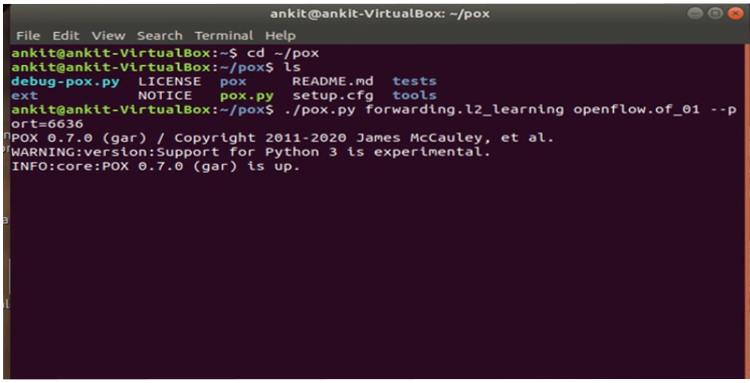 ankit@ankit-VirtualBox: ~/pox
File Edit View Search Terminal Help
ankit@ankit-VirtualBox:~$ cd ~/pox
ankit@ankit-VirtualBox:~/pox$ ls
debug-pox.py LICENSE pox README.md tests
ext NOTICE pox.py setup.cfg tools
ankit@ankit-VirtualBox:~/pox$ ./pox.py forwarding.l2_learning openflow.of_01 --p
ort=6636
POX 0.7.0 (gar) / Copyright 2011-2020 James McCauley, et al.
WARNING:version:Support for Python 3 is experimental.
INFO:core:POX 0.7.0 (gar) is up.